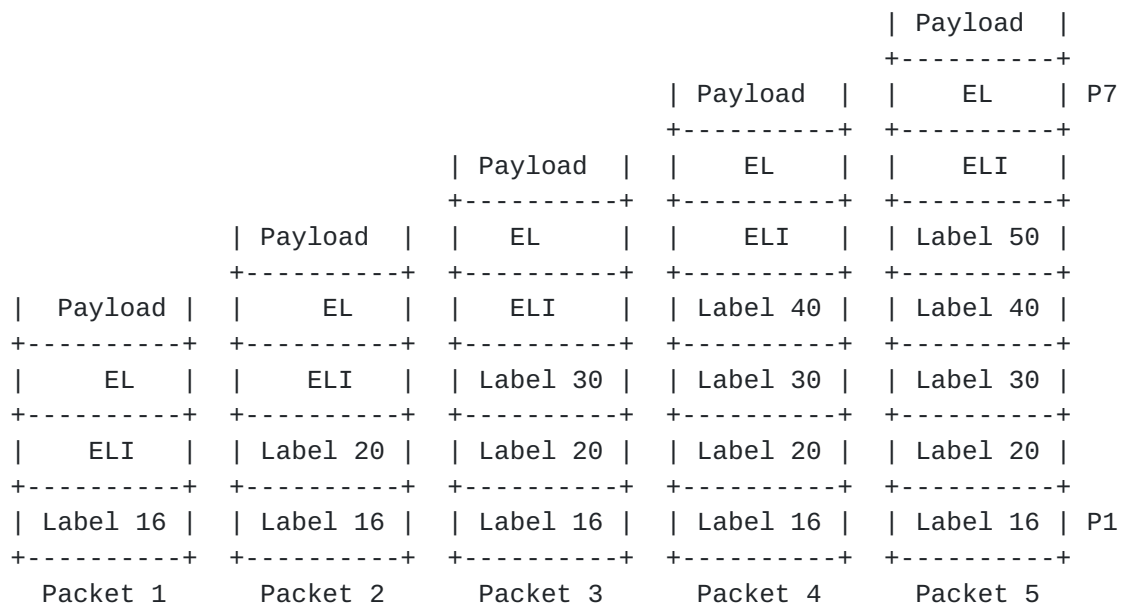 | Payload  |
                                                        +----------+
                                          | Payload  |  |    EL    | P7
                                          +----------+  +----------+
                            | Payload  |  |    EL    |  |    ELI   |
                            +----------+  +----------+  +----------+
              | Payload  |  |   EL     |  |    ELI   |  | Label 50 |
              +----------+  +----------+  +----------+  +----------+
|  Payload |  |     EL   |  |   ELI    |  | Label 40 |  | Label 40 |
+----------+  +----------+  +----------+  +----------+  +----------+
|     EL   |  |    ELI   |  | Label 30 |  | Label 30 |  | Label 30 |
+----------+  +----------+  +----------+  +----------+  +----------+
|    ELI   |  | Label 20 |  | Label 20 |  | Label 20 |  | Label 20 |
+----------+  +----------+  +----------+  +----------+  +----------+
| Label 16 |  | Label 16 |  | Label 16 |  | Label 16 |  | Label 16 | P1
+----------+  +----------+  +----------+  +----------+  +----------+
  Packet 1      Packet 2      Packet 3      Packet 4      Packet 5